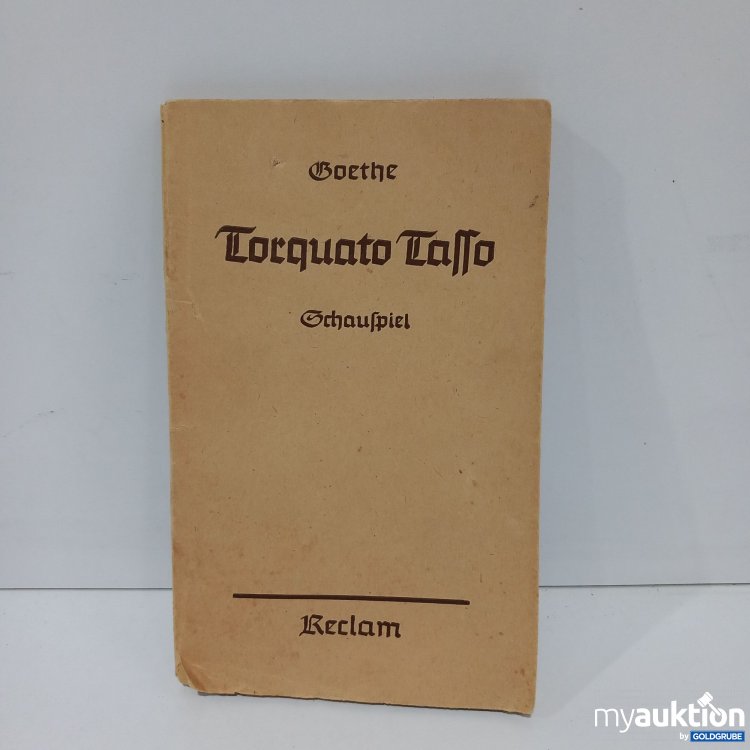 Goethe
Torquato Taſſo
Schauſpiel
Reclam
myauktion
by GOLDGRUBE